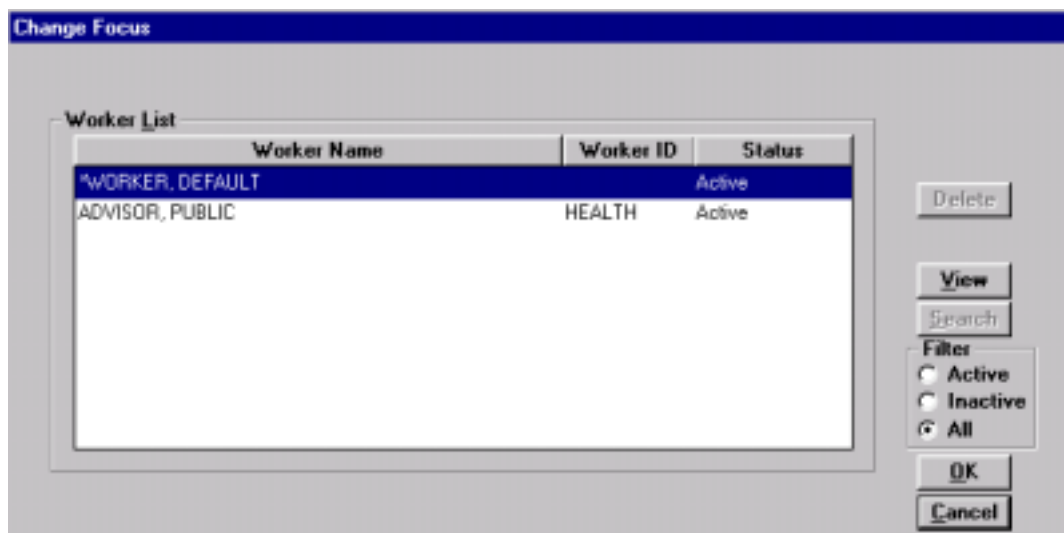 Change Focus
Worker List
Worker Name Worker ID Status
*WORKER, DEFAULT Active
ADVISOR, PUBLIC HEALTH Active
Delete
View
Search
Filter
Active
Inactive
All
OK
Cancel